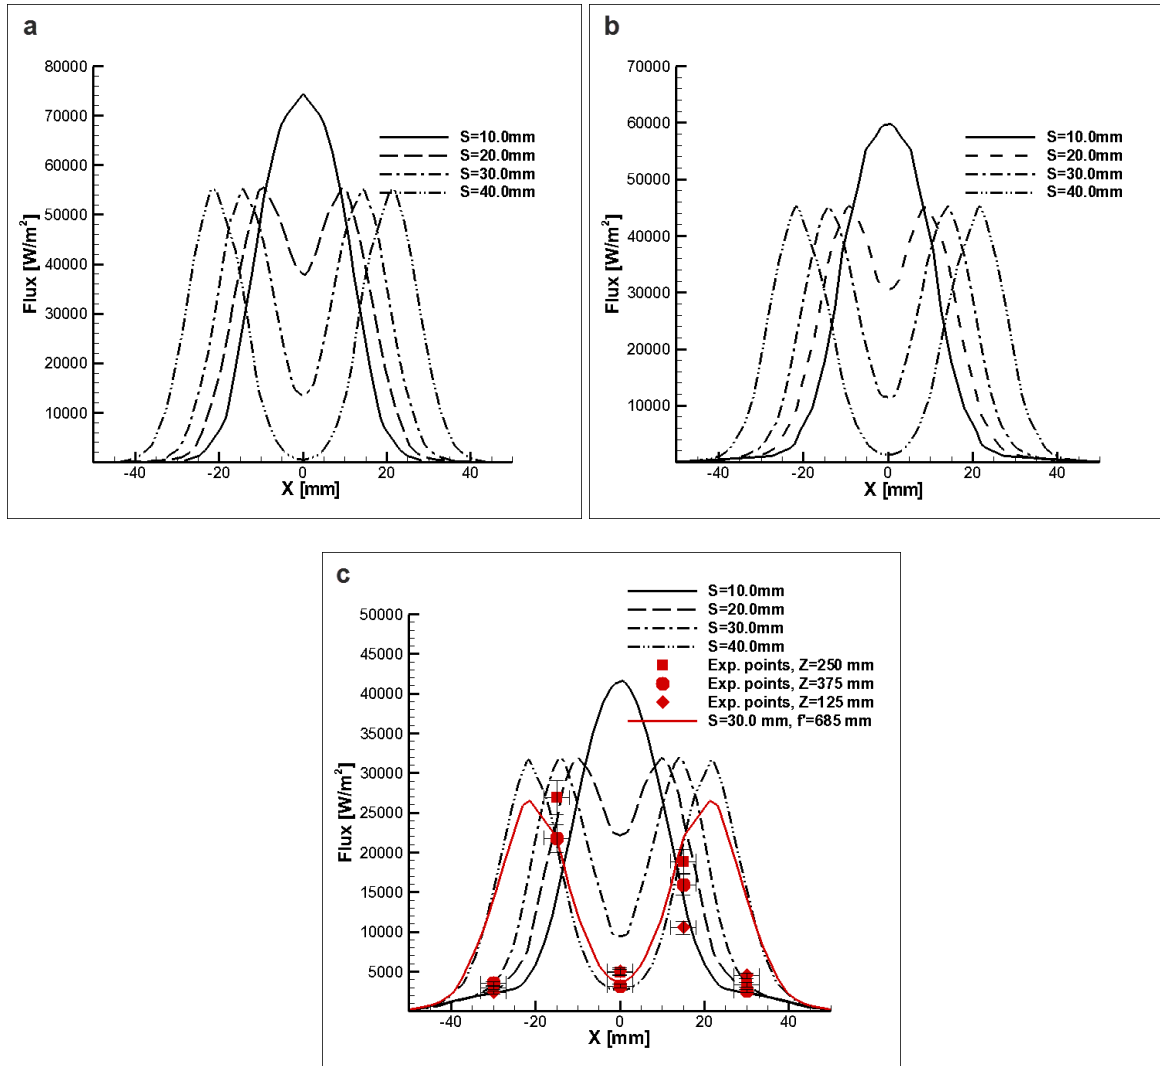 a
80000
70000
60000
50000
40000
30000
20000
10000
Flux [W/m²]
-40 -20 0 20 40
X [mm]
S=10.0mm
S=20.0mm
S=30.0mm
S=40.0mm
b
70000
60000
50000
40000
30000
20000
10000
Flux [W/m²]
-40 -20 0 20 40
X [mm]
S=10.0mm
S=20.0mm
S=30.0mm
S=40.0mm
c
50000
45000
40000
35000
30000
25000
20000
15000
10000
5000
Flux [W/m²]
-40 -20 0 20 40
X [mm]
S=10.0mm
S=20.0mm
S=30.0mm
S=40.0mm
Exp. points, Z=250 mm
Exp. points, Z=375 mm
Exp. points, Z=125 mm
S=30.0 mm, f'=685 mm